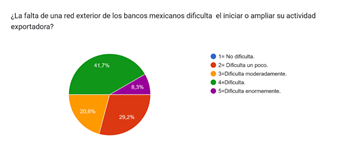 ¿La falta de una red exterior de los bancos mexicanos dificulta el iniciar o ampliar su actividad
exportadora?
41,7%
8,3%
20,8%
29,2%
1= No dificulta.
2= Dificulta un poco.
3=Dificulta moderadamente.
4=Dificulta.
5=Dificulta enormemente.